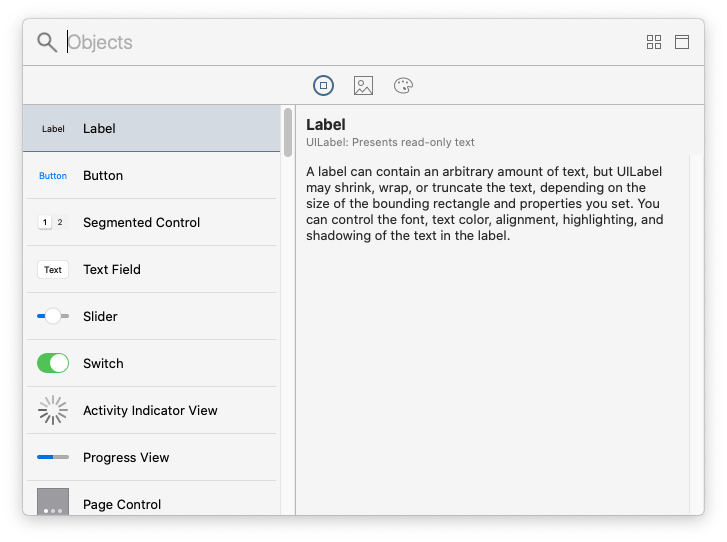 Objects
Label Label
Button Button
1 2 Segmented Control
Text Text Field
Slider
Switch
Activity Indicator View
Progress View
Page Control
Label
UILabel: Presents read-only text
A label can contain an arbitrary amount of text, but UILabel
may shrink, wrap, or truncate the text, depending on the
size of the bounding rectangle and properties you set. You
can control the font, text color, alignment, highlighting, and
shadowing of the text in the label.